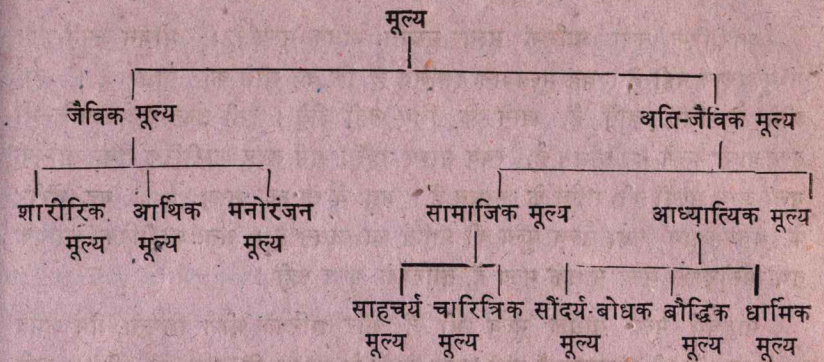 मूल्य
जैविक मूल्य अति-जैविक मूल्य
शारीरिक आर्थिक मनोरंजन सामाजिक मूल्य आध्यात्यिक मूल्य
मूल्य मूल्य मूल्य
साहचर्य चारित्रिक सौंदर्य-बोधक बौद्धिक धार्मिक
मूल्य मूल्य मूल्य मूल्य मूल्य